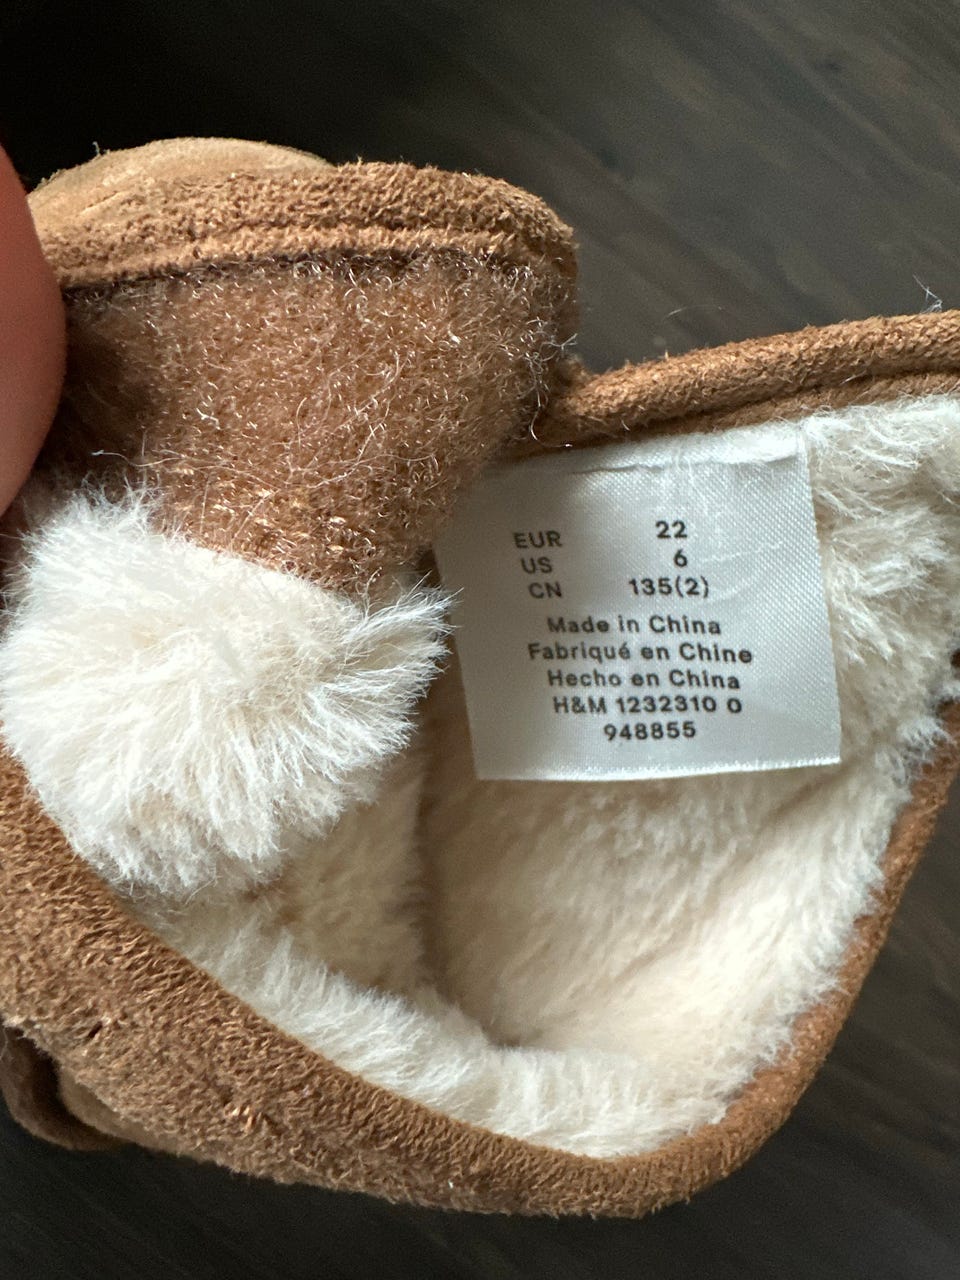 EUR 22
US 6
CN 135(2)
Made in China
Fabriqué en Chine
Hecho en China
H&M 1232310 0
948855